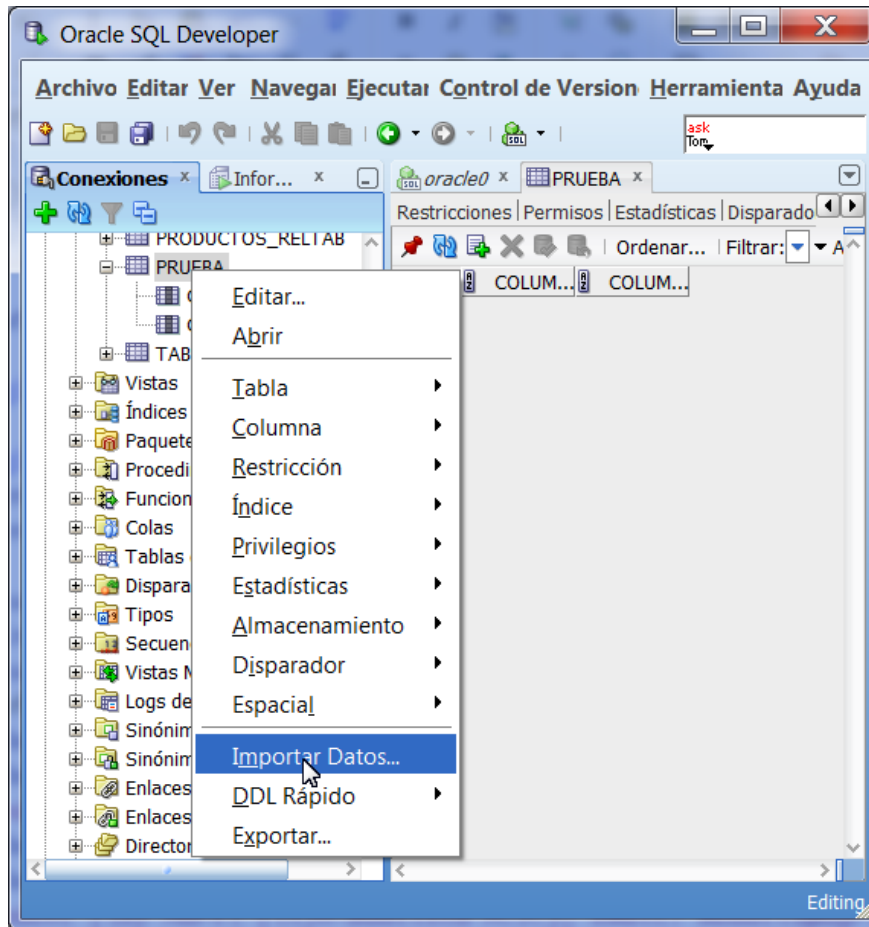 Oracle SQL Developer
Archivo Editar Ver Navegar Ejecutar Control de Version Herramienta Ayuda
ask
Tom
Conexiones Infor... oracle0 PRUEBA
Restricciones Permisos Estadísticas Disparado
Ordenar... Filtrar: A
COLUM... COLUM...
PRODUCTOS_RELTAB
PRUEBA
C
C
TAB
Vistas
Índices
Paquete
Procedi
Funcion
Colas
Tablas
Dispara
Tipos
Secuen
Vistas M
Logs de
Sinónim
Sinónim
Enlaces
Enlaces
Director
Editar...
Abrir
Tabla
Columna
Restricción
Índice
Privilegios
Estadísticas
Almacenamiento
Disparador
Espacial
Importar Datos...
DDL Rápido
Exportar...
Editing